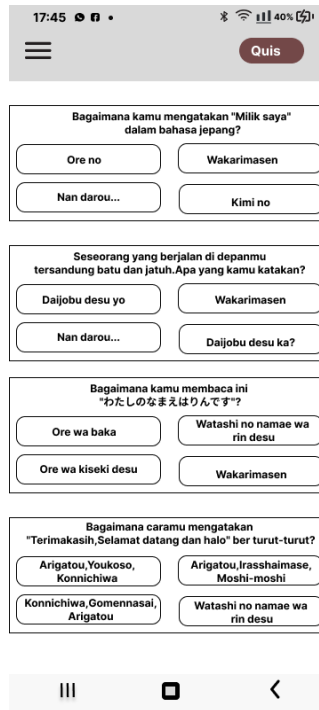 17:45
40%
Quis
Bagaimana kamu mengatakan "Milik saya"
dalam bahasa jepang?
Ore no
Wakarimasen
Nan darou...
Kimi no
Seseorang yang berjalan di depanmu
tersandung batu dan jatuh.Apa yang kamu katakan?
Daijobu desu yo
Wakarimasen
Nan darou...
Daijobu desu ka?
Bagaimana kamu membaca ini
"わたしのなまえはりんです"?
Ore wa baka
Watashi no namae wa
rin desu
Ore wa kiseki desu
Wakarimasen
Bagaimana caramu mengatakan
"Terimakasih,Selamat datang dan halo" ber turut-turut?
Arigatou,Youkoso,
Konnichiwa
Arigatou,Irasshaimase,
Moshi-moshi
Konnichiwa,Gomennasai,
Arigatou
Watashi no namae wa
rin desu